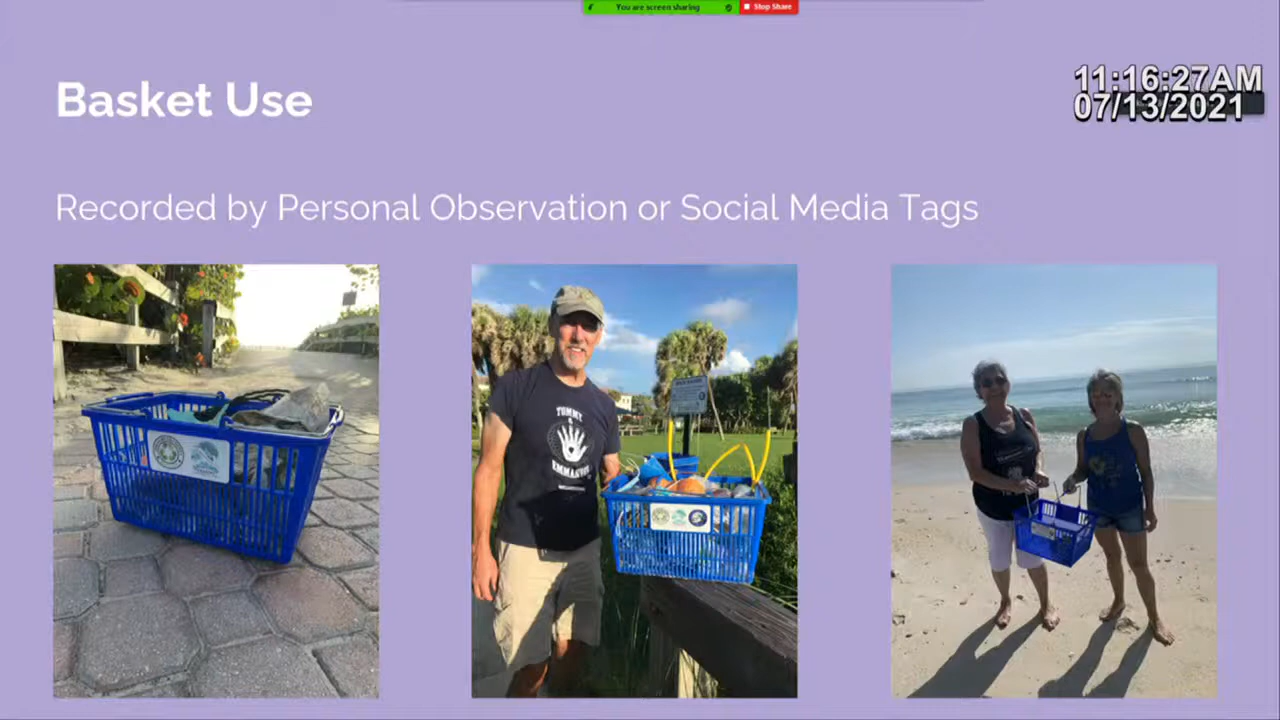 You are screen sharing
Stop Share
11:16:27AM
07/13/2021
Basket Use
Recorded by Personal Observation or Social Media Tags
TOMMY
EMMANUEL